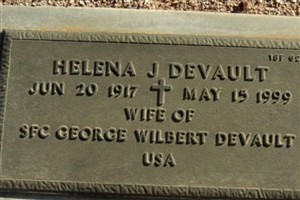 HELENA J DEVAULT
JUN 20 1917 ✝ MAY 15 1999
WIFE OF
SFC GEORGE WILBERT DEVAULT
USA